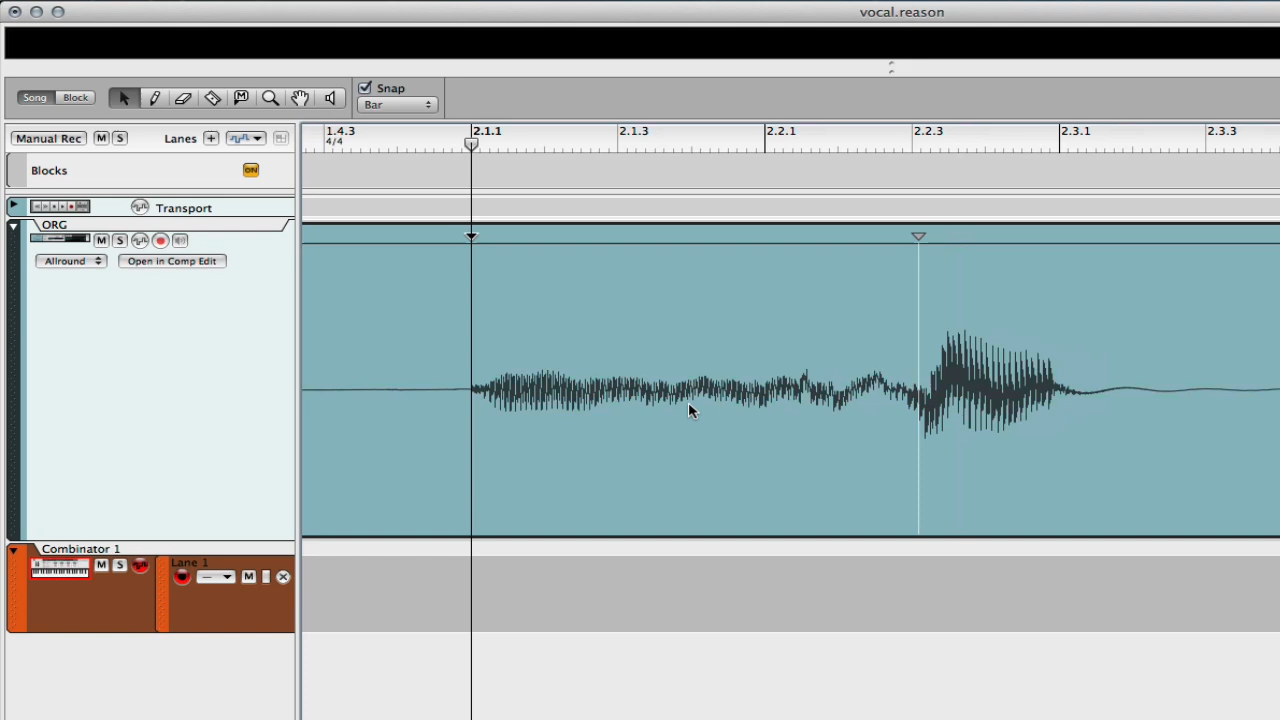 vocal.reason
Song Block M Snap
Bar
Manual Rec M S Lanes +
1.4.3 2.1.1 2.1.3 2.2.1 2.2.3 2.3.1 2.3.3
4/4
Blocks ON
Transport
ORG
M S
Allround Open in Comp Edit
Combinator 1
M S Lane 1
— M